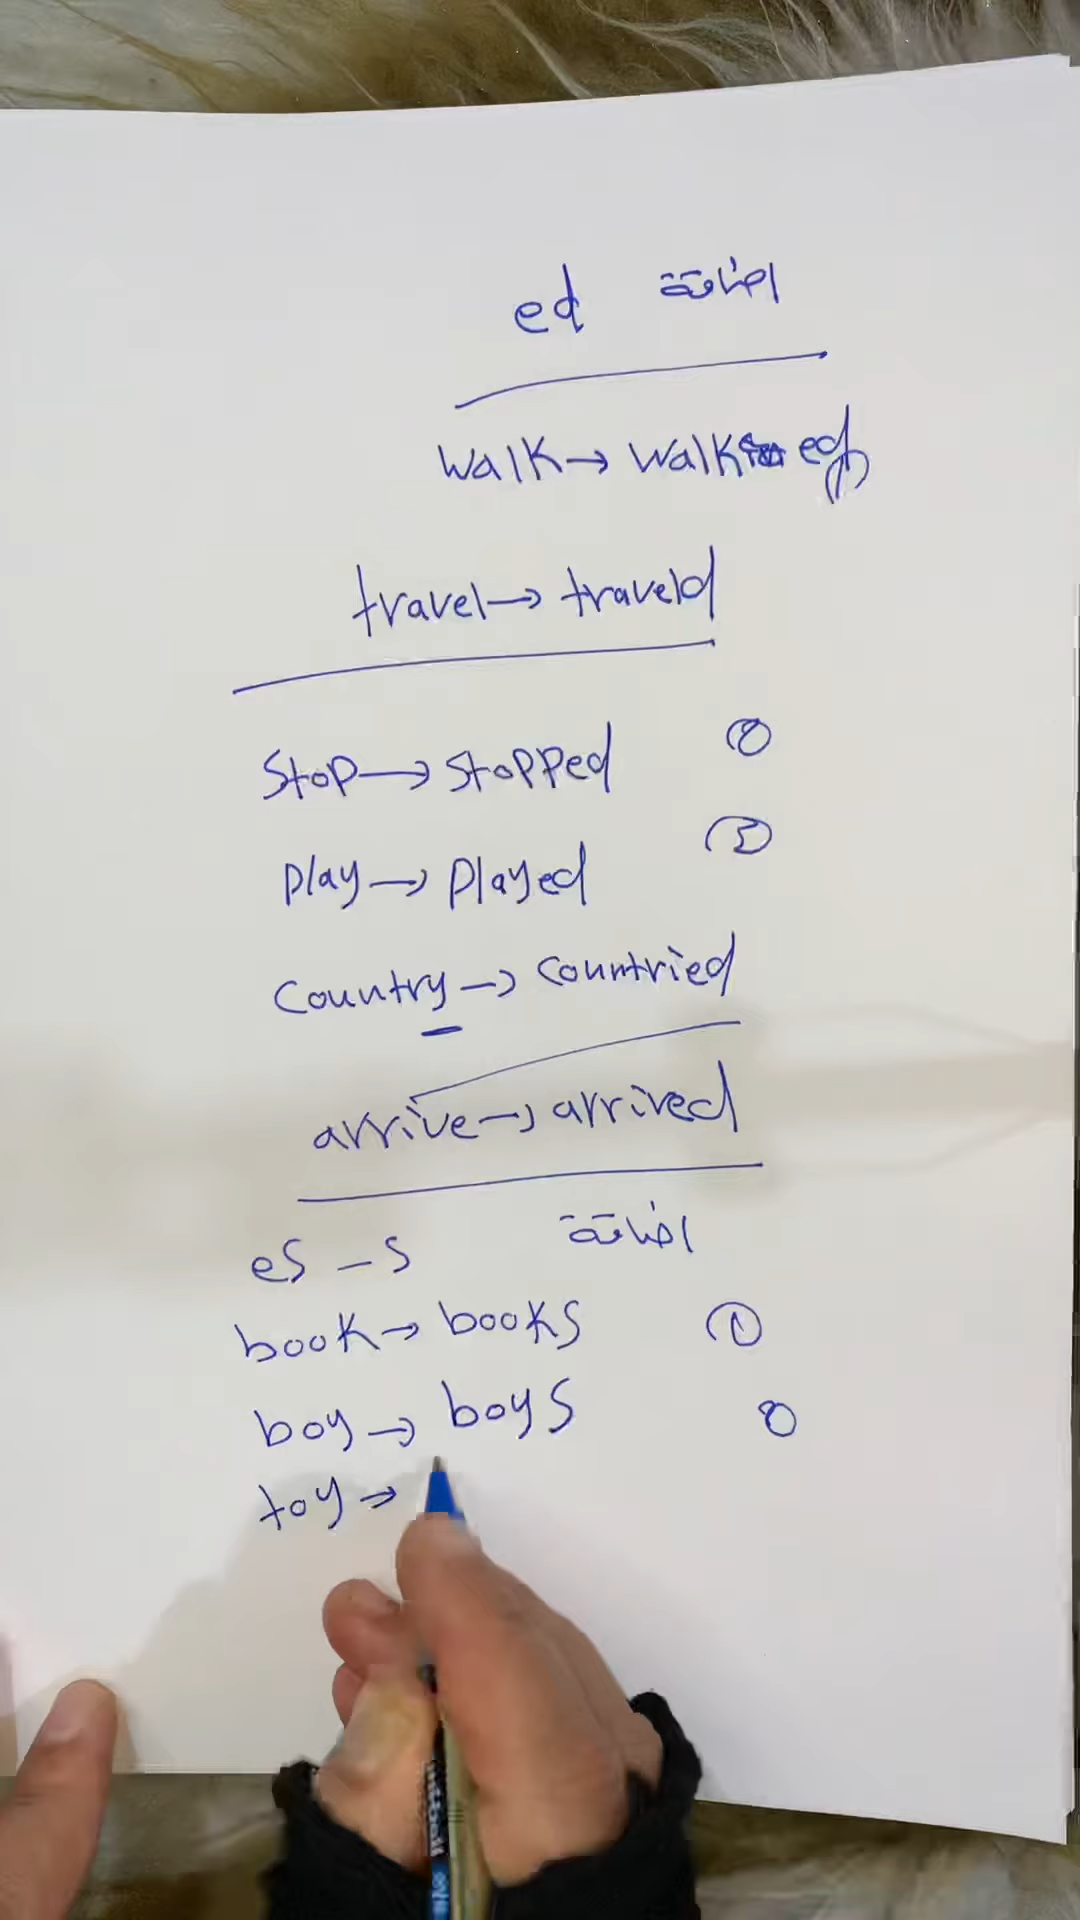 اضافة ed
walk → walked
travel → traveld
Stop → stopped
play → played
Country → countried
arrive → arrived
اضافة es - s
book → books ①
boy → boys
toy →